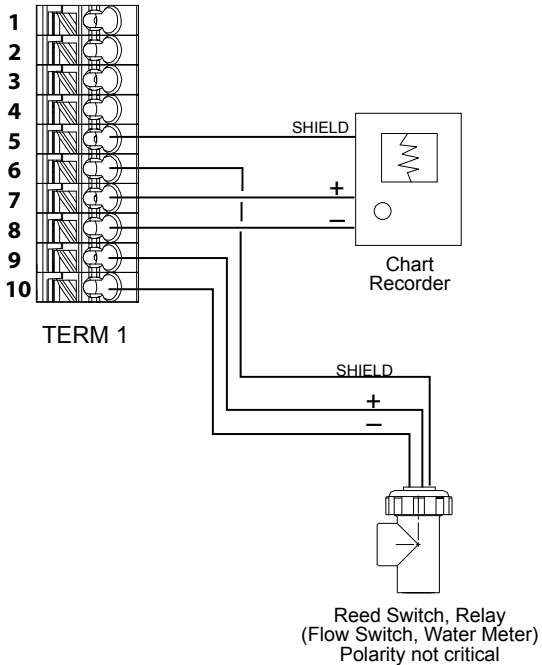 1
2
3
4
5
6
7
8
9
10
TERM 1
SHIELD
+
–
Chart
Recorder
SHIELD
+
–
Reed Switch, Relay
(Flow Switch, Water Meter)
Polarity not critical